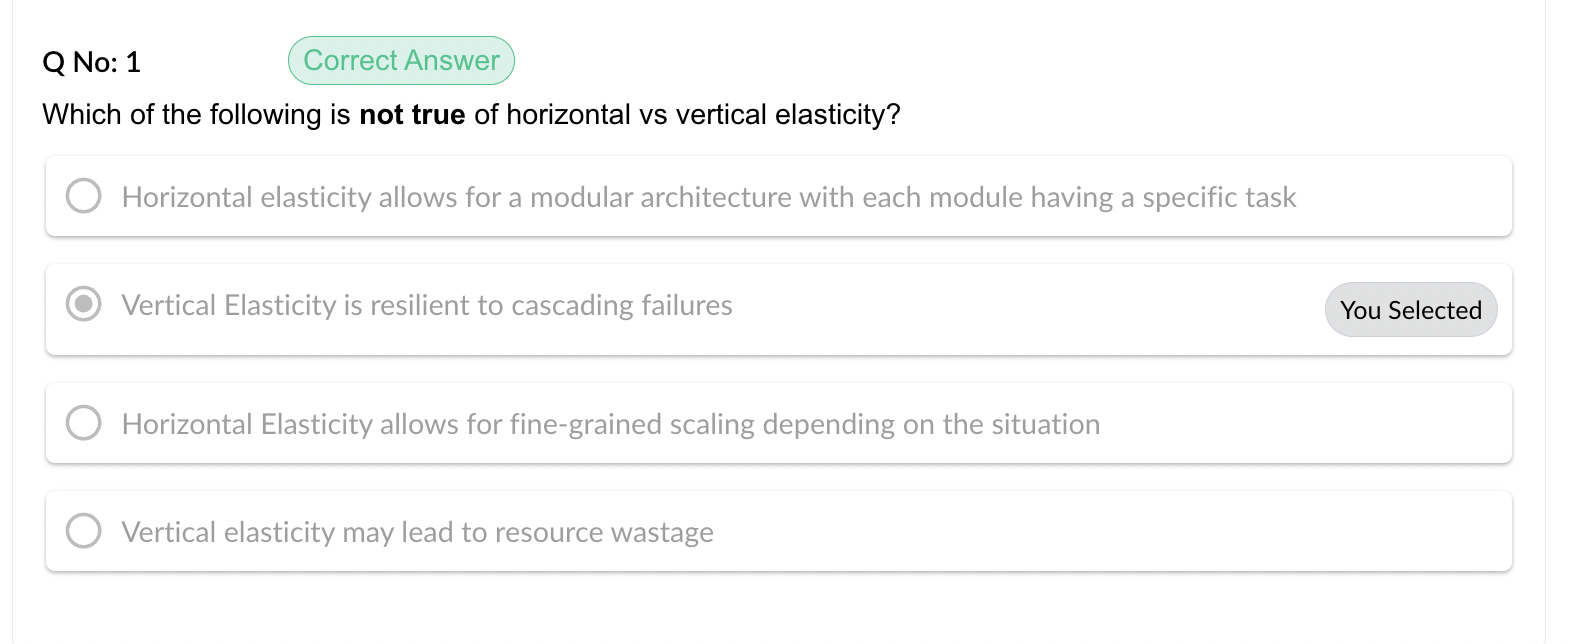 Q No: 1
Correct Answer
Which of the following is not true of horizontal vs vertical elasticity?
Horizontal elasticity allows for a modular architecture with each module having a specific task
Vertical Elasticity is resilient to cascading failures
You Selected
Horizontal Elasticity allows for fine-grained scaling depending on the situation
Vertical elasticity may lead to resource wastage